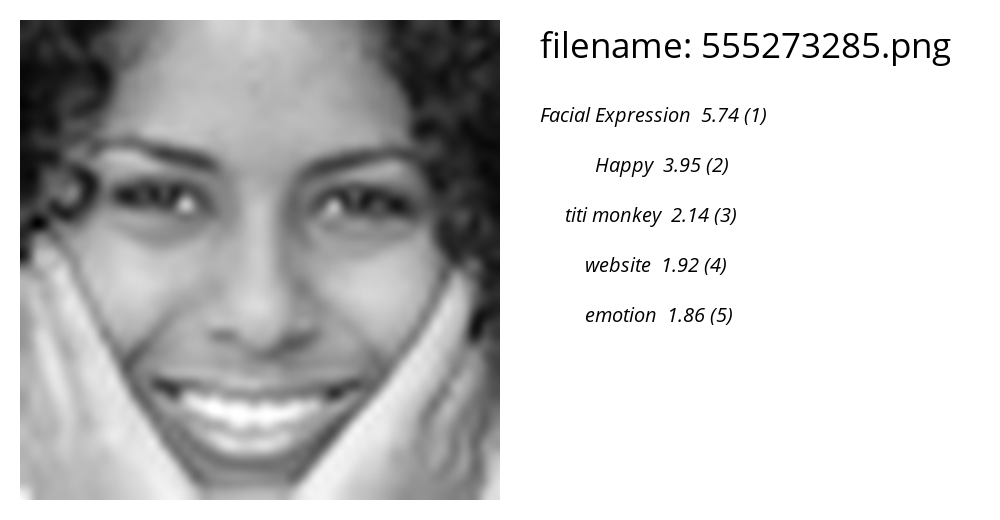 filename: 555273285.png
Facial Expression 5.74 (1)
Happy 3.95 (2)
titi monkey 2.14 (3)
website 1.92 (4)
emotion 1.86 (5)